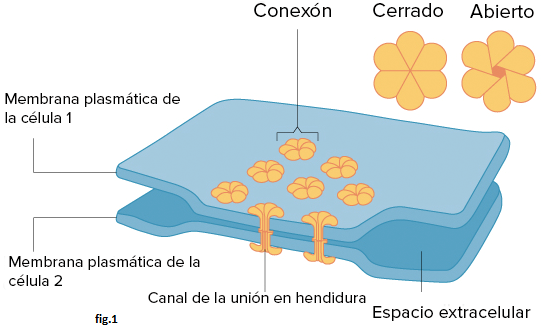 Conexón
Cerrado
Abierto
Membrana plasmática de
la célula 1
Membrana plasmática de la
célula 2
Canal de la unión en hendidura
Espacio extracelular
fig.1